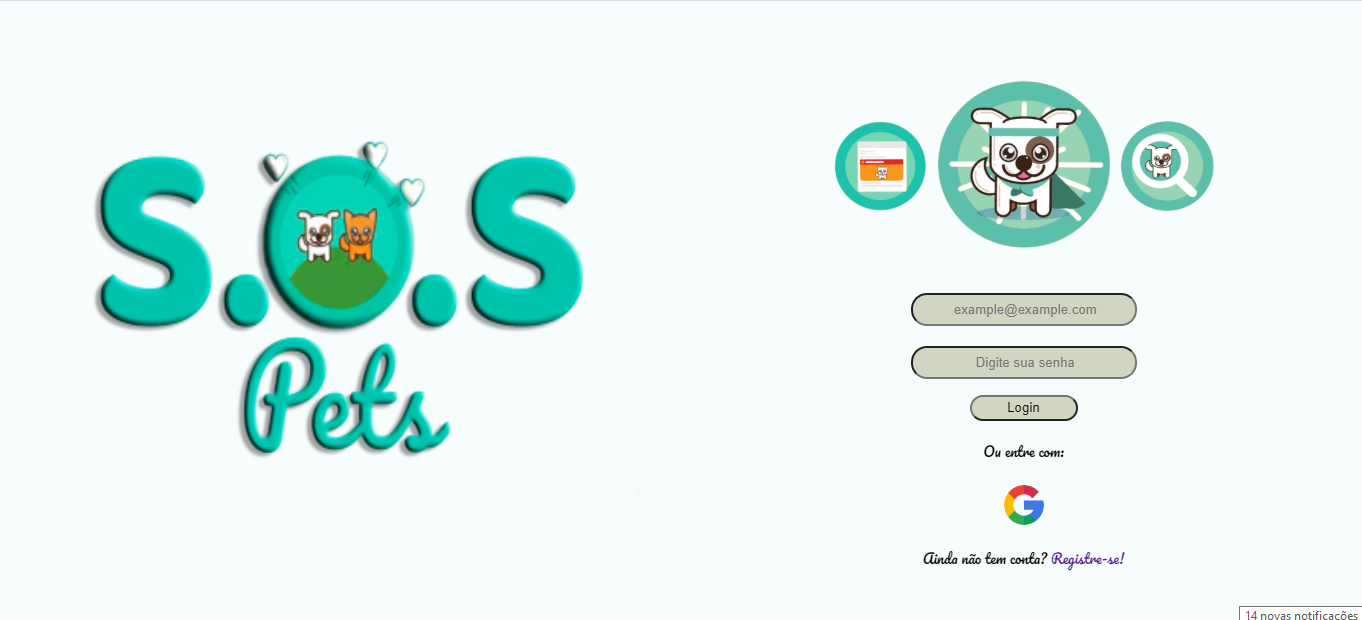 S.O.S
Pets
example@example.com
Digite sua senha
Login
Ou entre com:
G
Ainda não tem conta? Registre-se!
14 novas notificações